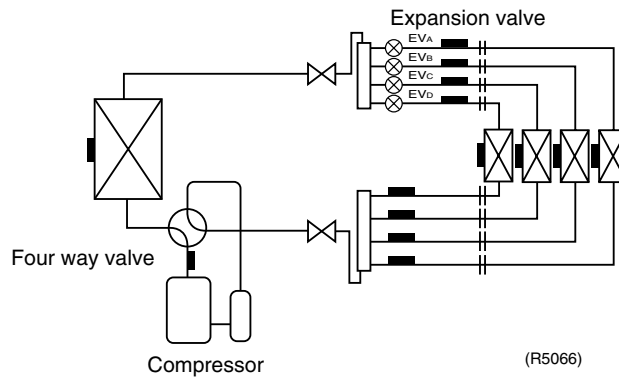 Expansion valve
EVA
EVB
EVC
EVD
Four way valve
Compressor
(R5066)